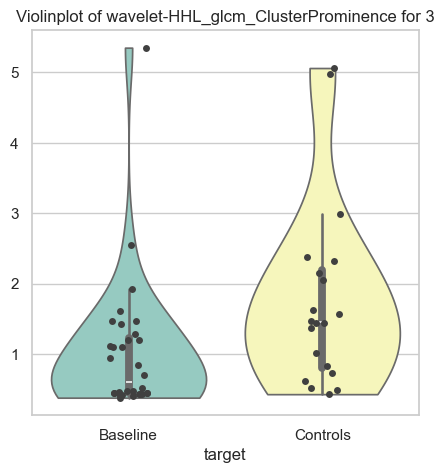 Violinplot of wavelet-HHL_glcm_ClusterProminence for 3
5
4
3
2
1
Baseline
Controls
target